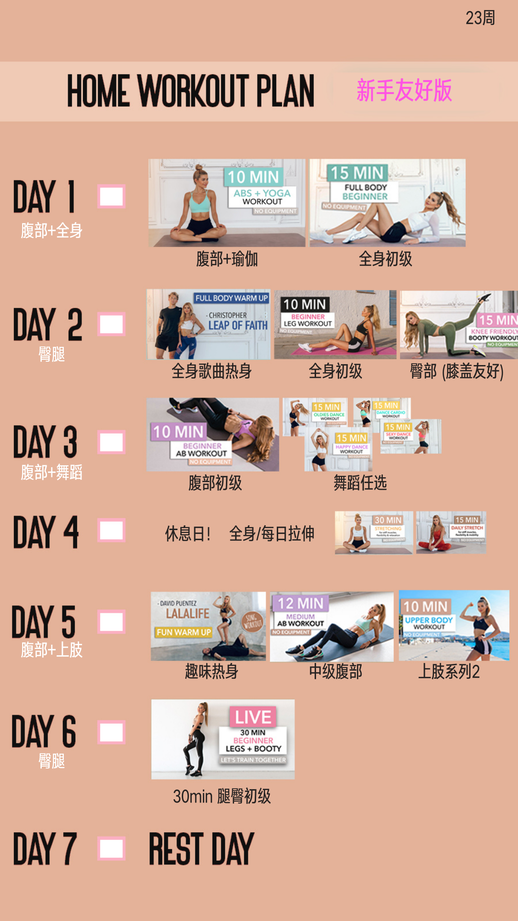 23周
HOME WORKOUT PLAN 新手友好版
DAY 1
腹部+全身
10 MIN
ABS + YOGA
WORKOUT
NO EQUIPMENT
腹部+瑜伽
15 MIN
FULL BODY
BEGINNER
NO EQUIPMENT
全身初级
DAY 2
臀腿
FULL BODY WARM UP
- CHRISTOPHER
LEAP OF FAITH
全身歌曲热身
10 MIN
BEGINNER
LEG WORKOUT
NO EQUIPMENT
全身初级
15 MIN
KNEE FRIENDLY
BOOTY WORKOUT
臀部 (膝盖友好)
DAY 3
腹部+舞蹈
10 MIN
BEGINNER
AB WORKOUT
NO EQUIPMENT
腹部初级
15 MIN
OLDIES DANCE
WORKOUT
15 MIN
DANCE CARDIO
WORKOUT
15 MIN
HAPPY DANCE
WORKOUT
15 MIN
WORKOUT
舞蹈任选
DAY 4
休息日! 全身/每日拉伸
30 MIN
STRETCHING
15 MIN
DAILY STRETCH
DAY 5
腹部+上肢
- DAVID PUENTEZ
LALALIFE
FUN WARM UP
SONG
WORKOUT
趣味热身
12 MIN
MEDIUM
AB WORKOUT
NO EQUIPMENT
中级腹部
10 MIN
UPPER BODY
WORKOUT
NO EQUIPMENT
上肢系列2
DAY 6
臀腿
LIVE
30 MIN
BEGINNER
LEGS + BOOTY
LET'S TRAIN TOGETHER
30min 腿臀初级
DAY 7
REST DAY